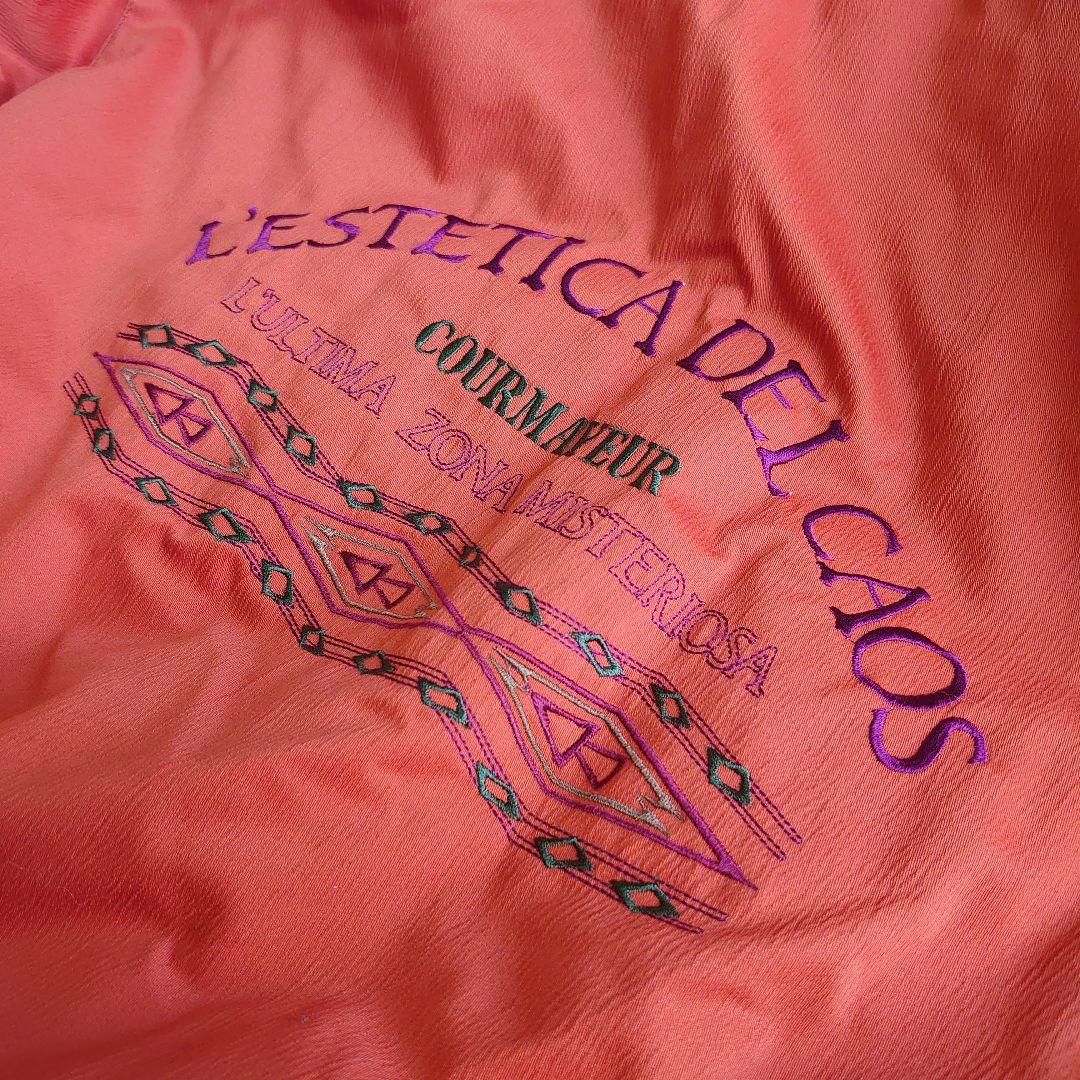 L'ESTETICA DEL CAOS
COURMAYEUR
L'ULTIMA ZONA MISTERIOSA